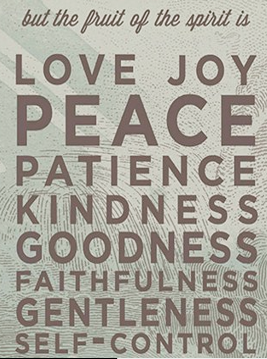 but the fruit of the spirit is
LOVE JOY
PEACE
PATIENCE
KINDNESS
GOODNESS
FAITHFULNESS
GENTLENESS
SELF-CONTROL